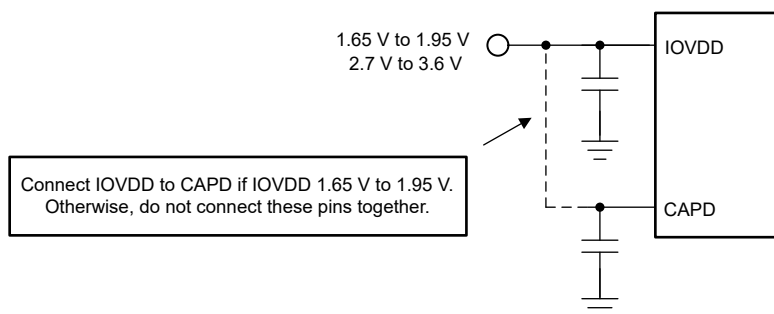 1.65 V to 1.95 V
2.7 V to 3.6 V
IOVDD
Connect IOVDD to CAPD if IOVDD 1.65 V to 1.95 V.
Otherwise, do not connect these pins together.
CAPD